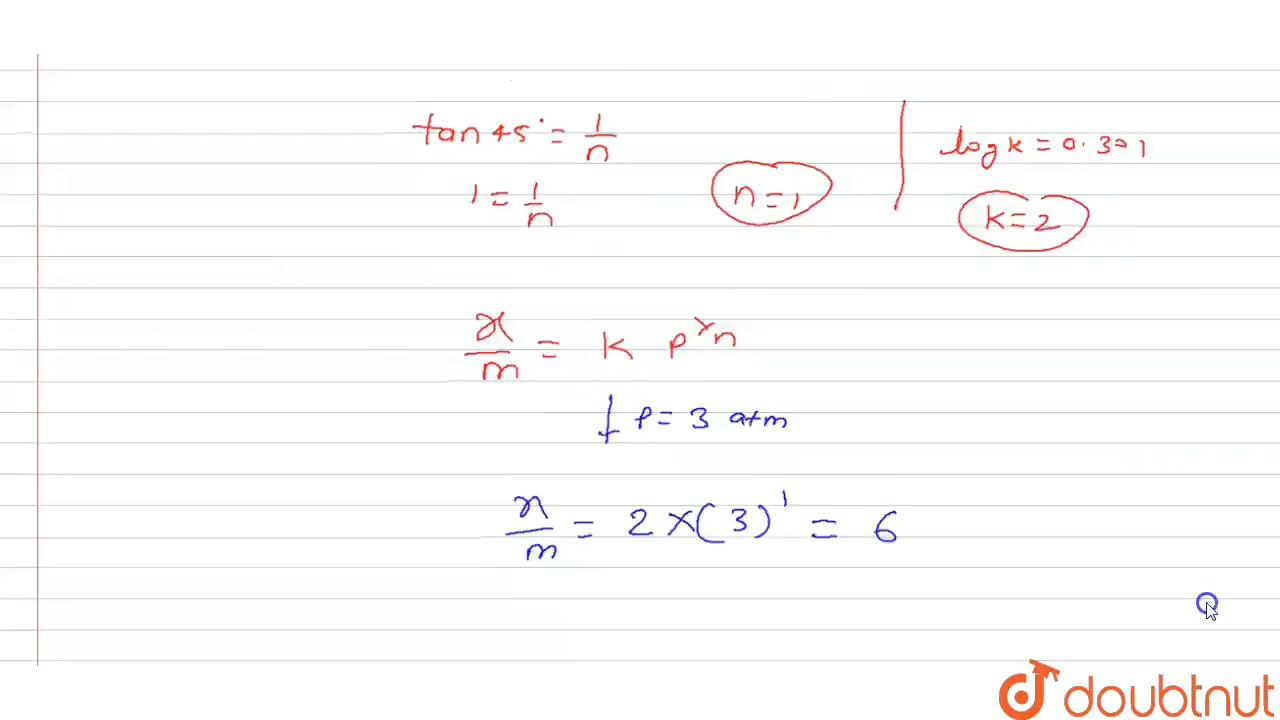 tan 45° = 1/n
1 = 1/n
n = 1
log k = 0.301
k = 2
x/m = k p^1/n
↓ P = 3 atm
x/m = 2 × (3)^1 = 6
doubtnut